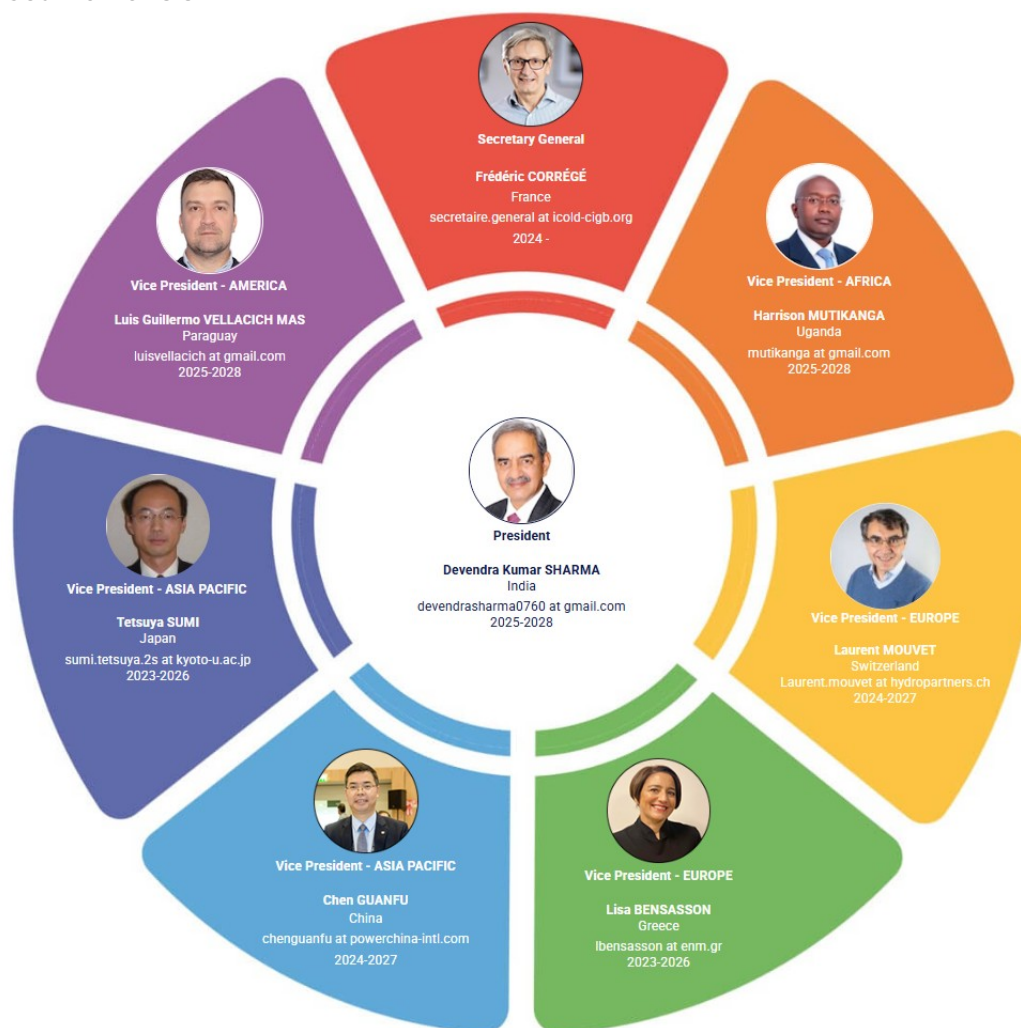 Secretary General
Frédéric CORRÉGÉ
France
secretaire.general at icold-cigb.org
2024 -
Vice President - AFRICA
Harrison MUTIKANGA
Uganda
mutikanga at gmail.com
2025-2028
Vice President - EUROPE
Laurent MOUVET
Switzerland
Laurent.mouvet at hydropartners.ch
2024-2027
Vice President - EUROPE
Lisa BENSASSON
Greece
lbensasson at enm.gr
2023-2026
Vice President - ASIA PACIFIC
Chen GUANFU
China
chenguanfu at powerchina-intl.com
2024-2027
Vice President - ASIA PACIFIC
Tetsuya SUMI
Japan
sumi.tetsuya.2s at kyoto-u.ac.jp
2023-2026
Vice President - AMERICA
Luis Guillermo VELLACICH MAS
Paraguay
luisvellacich at gmail.com
2025-2028
President
Devendra Kumar SHARMA
India
devendrasharma0760 at gmail.com
2025-2028